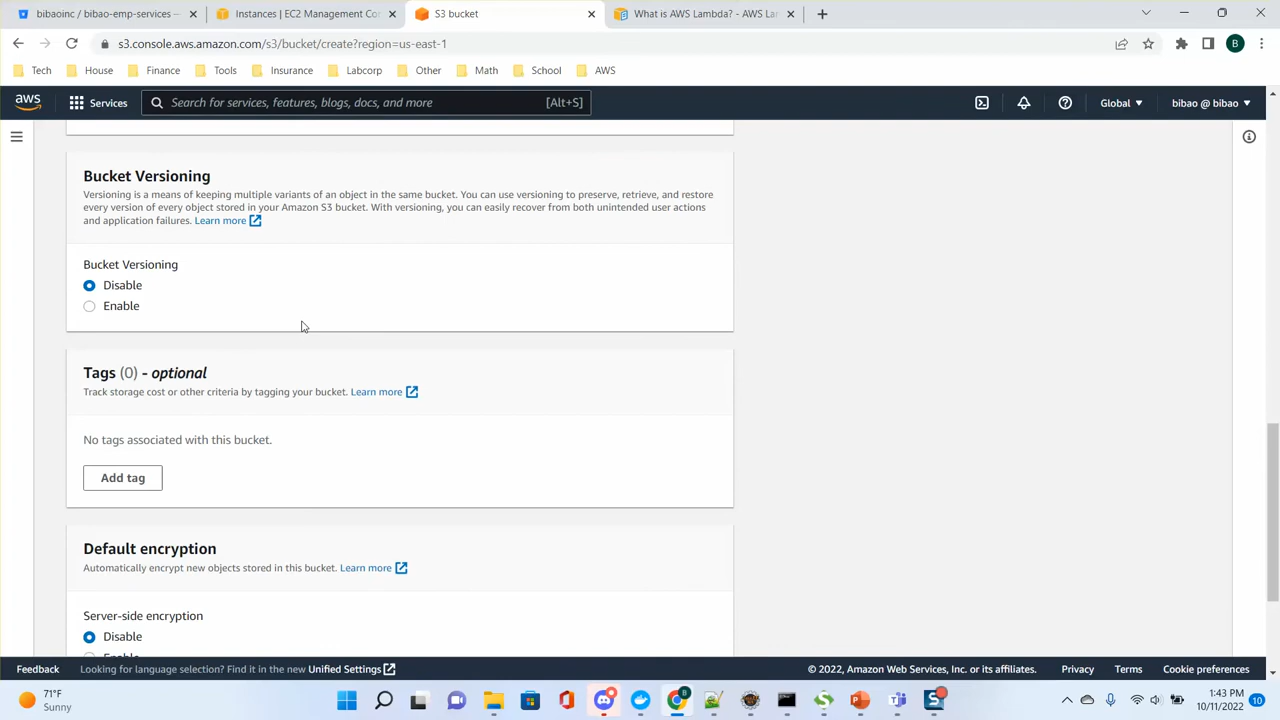 bibaoinc / bibao-emp-services —
Instances | EC2 Management Con
S3 bucket
What is AWS Lambda? - AWS Lam
s3.console.aws.amazon.com/s3/bucket/create?region=us-east-1
B
Tech
House
Finance
Tools
Insurance
Labcorp
Other
Math
School
AWS
aws
Services
Search for services, features, blogs, docs, and more
[Alt+S]
Global
bibao @ bibao
Bucket Versioning
Versioning is a means of keeping multiple variants of an object in the same bucket. You can use versioning to preserve, retrieve, and restore
every version of every object stored in your Amazon S3 bucket. With versioning, you can easily recover from both unintended user actions
and application failures. Learn more
Bucket Versioning
Disable
Enable
Tags (0) - optional
Track storage cost or other criteria by tagging your bucket. Learn more
No tags associated with this bucket.
Add tag
Default encryption
Automatically encrypt new objects stored in this bucket. Learn more
Server-side encryption
Disable
Enable
Feedback
Looking for language selection? Find it in the new Unified Settings
© 2022, Amazon Web Services, Inc. or its affiliates.
Privacy
Terms
Cookie preferences
71°F
Sunny
1:43 PM
10/11/2022
10